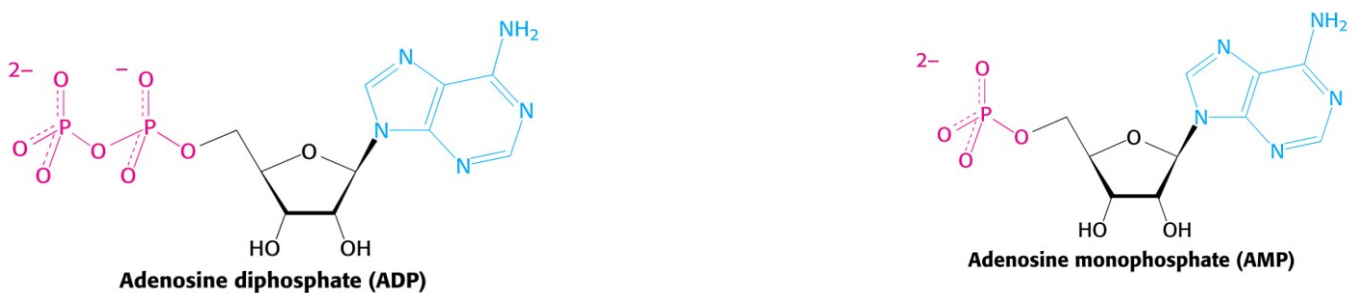 NH₂
2–
O
–
O
N
N
P
P
O
O
O
O
O
O
N
N
O
HO
OH
Adenosine diphosphate (ADP)
NH₂
2–
O
N
N
P
O
O
O
O
N
N
HO
OH
Adenosine monophosphate (AMP)